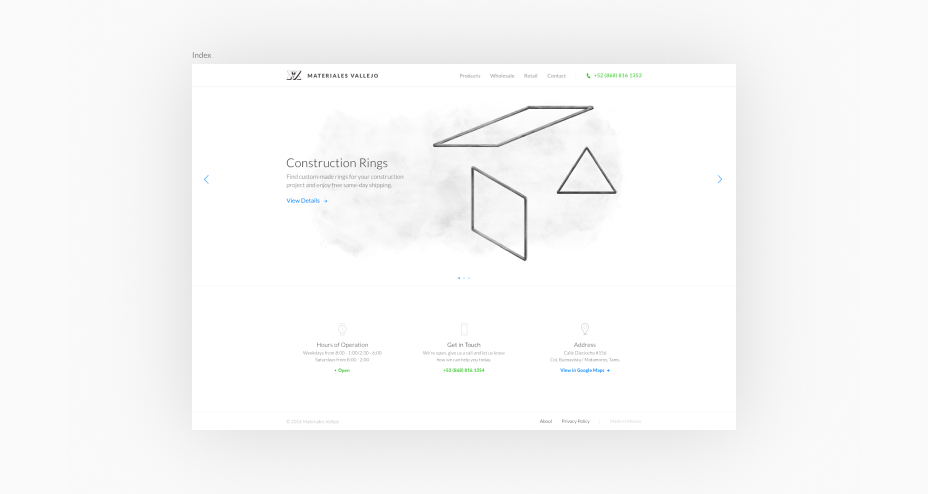 Index
MATERIALES VALLEJO
Products Wholesale Retail Contact +52 (868) 816 1353
Construction Rings
Find custom-made rings for your construction
project and enjoy free same-day shipping.
View Details →
Hours of Operation
Weekdays from 8:00 - 1:00/2:30 - 6:00
Saturdays from 8:00 - 2:00
• Open
Get in Touch
We're open, give us a call and let us know
how we can help you today.
+52 (868) 816 1354
Address
Calle Dieciocho #316
Col. Buenavista / Matamoros, Tams.
View in Google Maps →
© 2016 Materiales Vallejo
About Privacy Policy